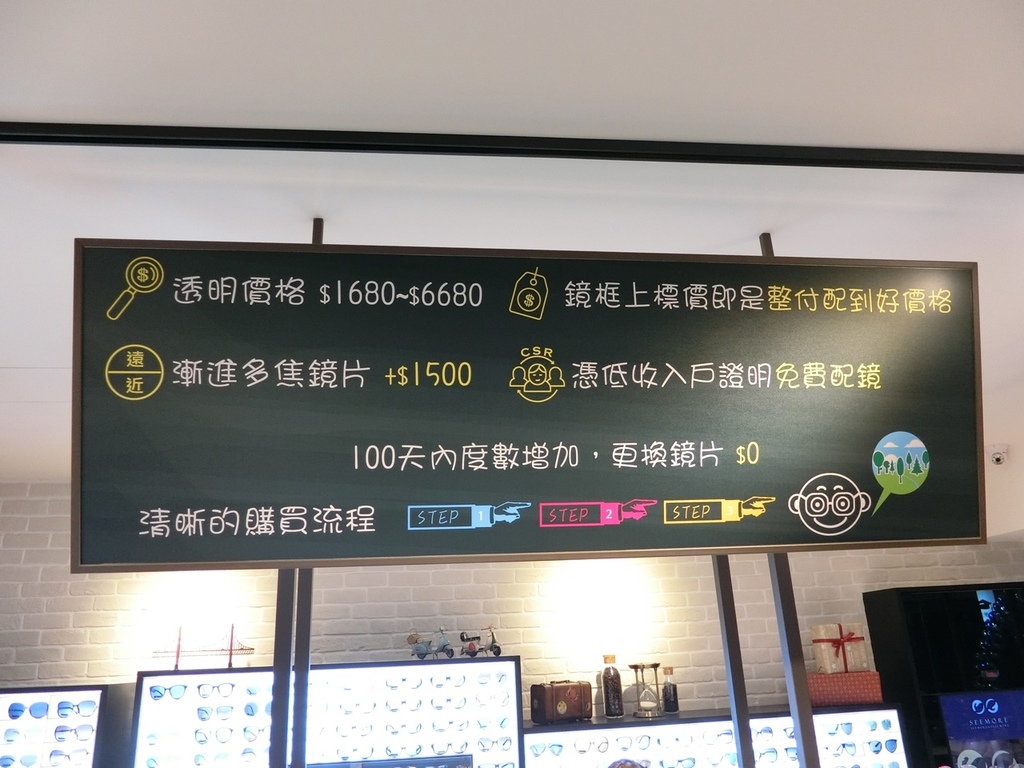 透明價格 $1680~$6680
鏡框上標價即是整付配到好價格
遠
近
漸進多焦鏡片 +$1500
CSR
憑低收入戶證明免費配鏡
100天內度數增加，更換鏡片 $0
清晰的購買流程
STEP 1
STEP 2
STEP 3
SEEMORE